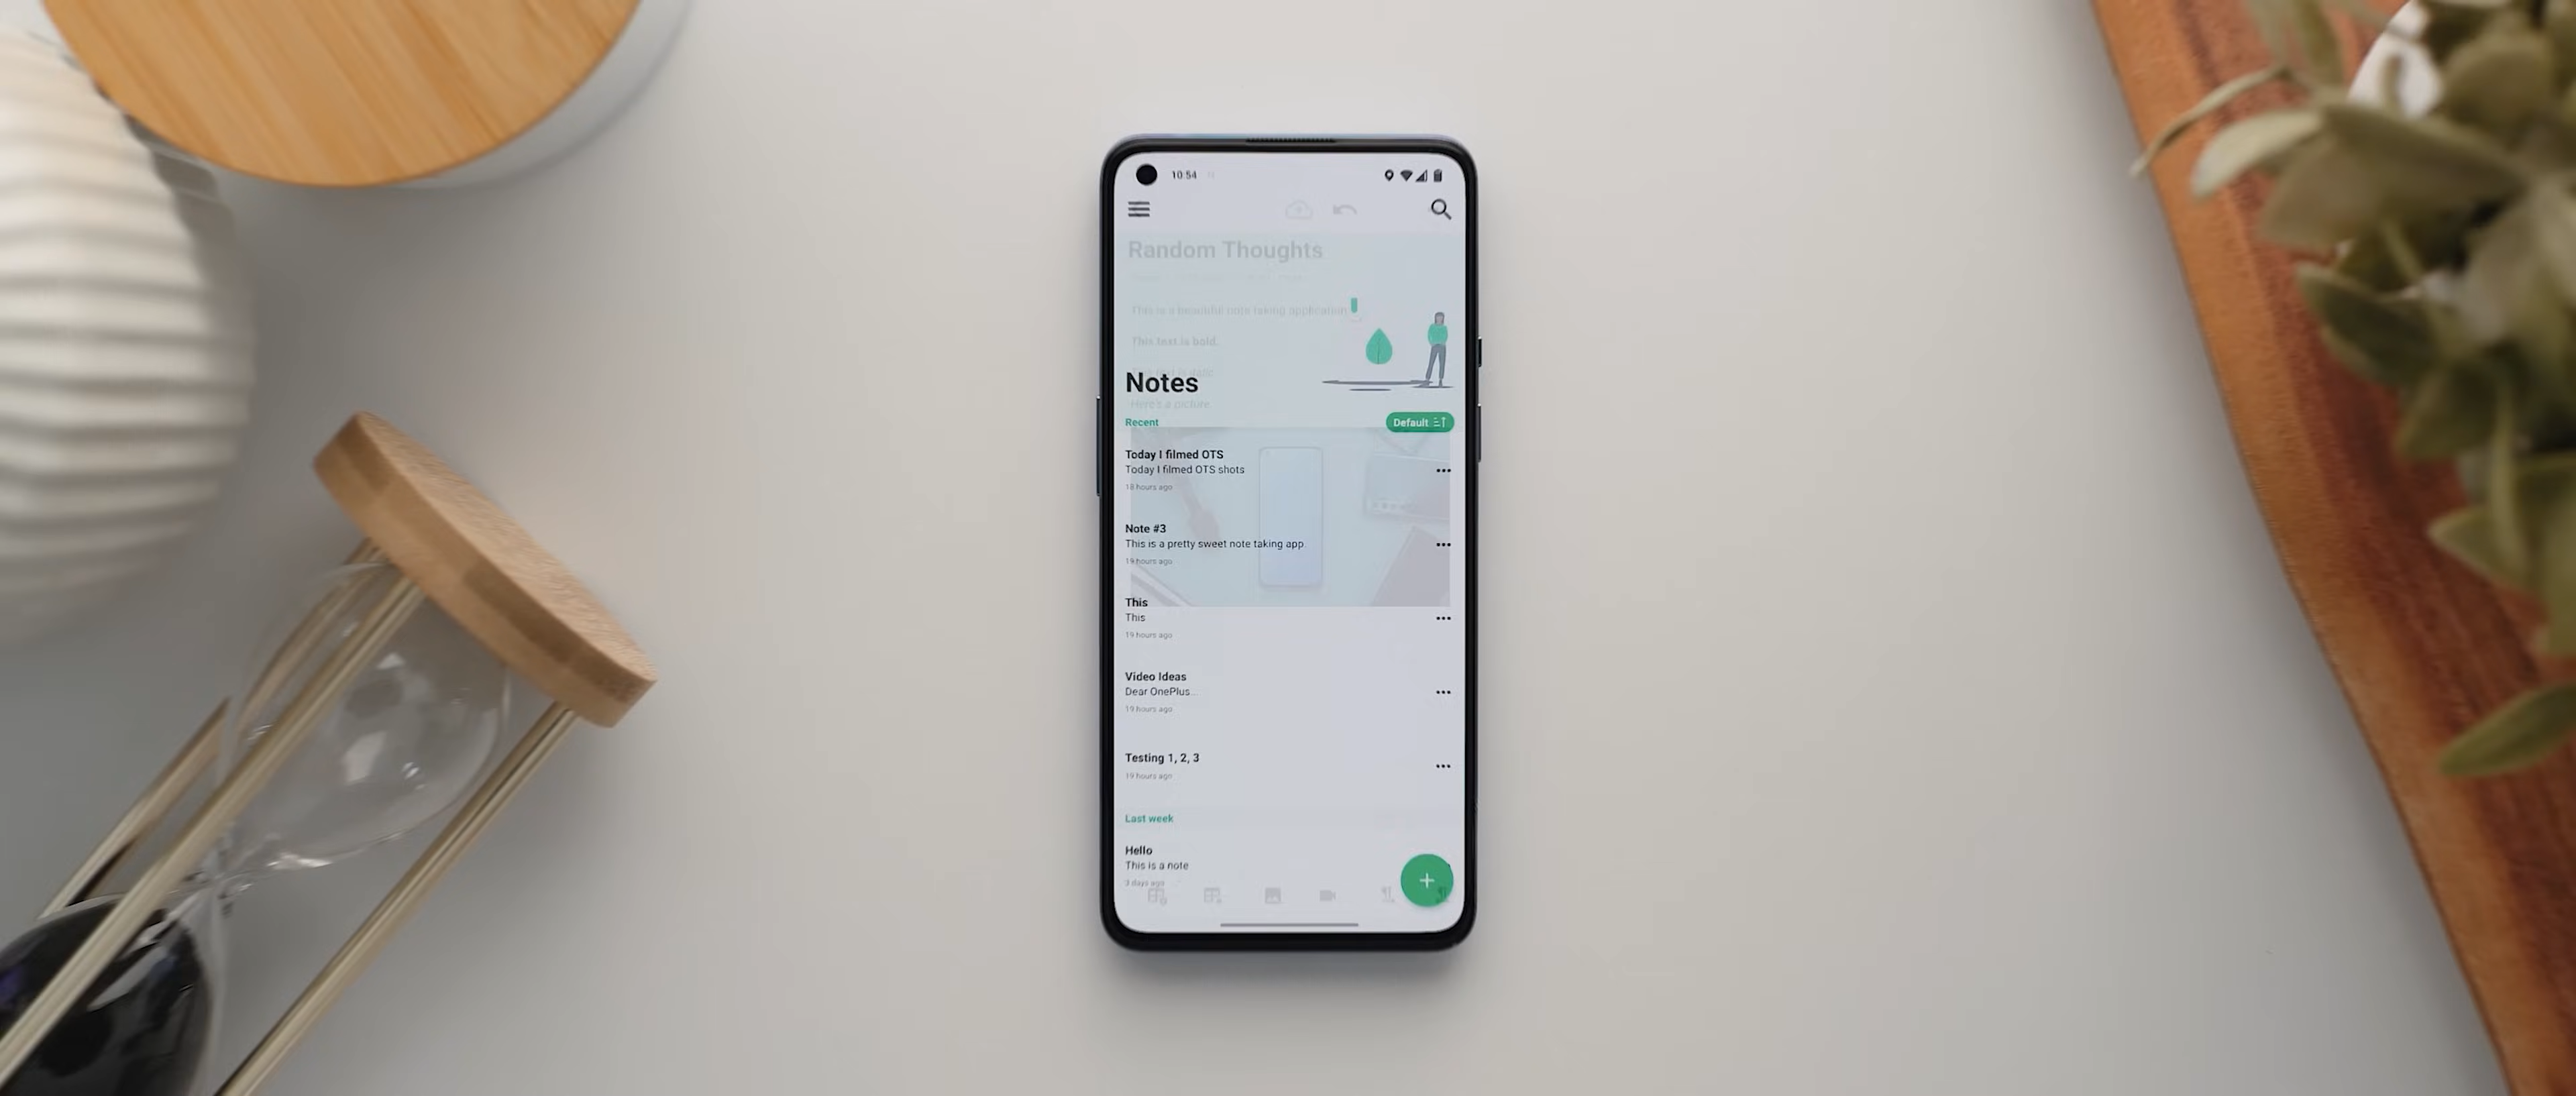 10:54
Random Thoughts
This is a beautiful note taking application
This text is bold.
Notes
Here's a picture.
Recent
Default
Today I filmed OTS
Today I filmed OTS shots
18 hours ago
Note #3
This is a pretty sweet note taking app
19 hours ago
This
This
19 hours ago
Video Ideas
Dear OnePlus...
19 hours ago
Testing 1, 2, 3
19 hours ago
Last week
Hello
This is a note
3 days ago